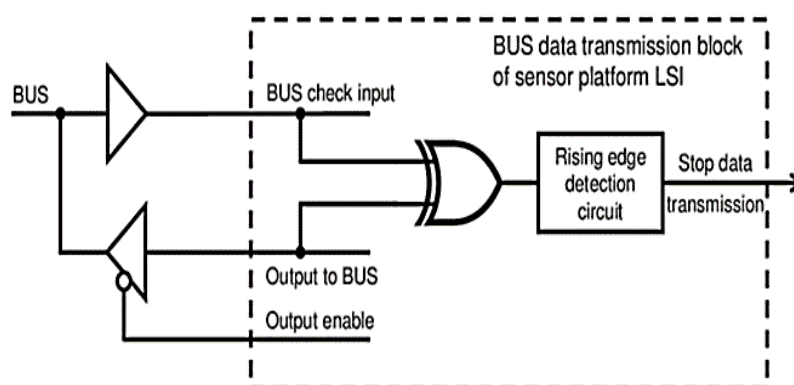 BUS data transmission block
of sensor platform LSI
BUS
BUS check input
Rising edge
detection
circuit
Stop data
transmission
Output to BUS
Output enable